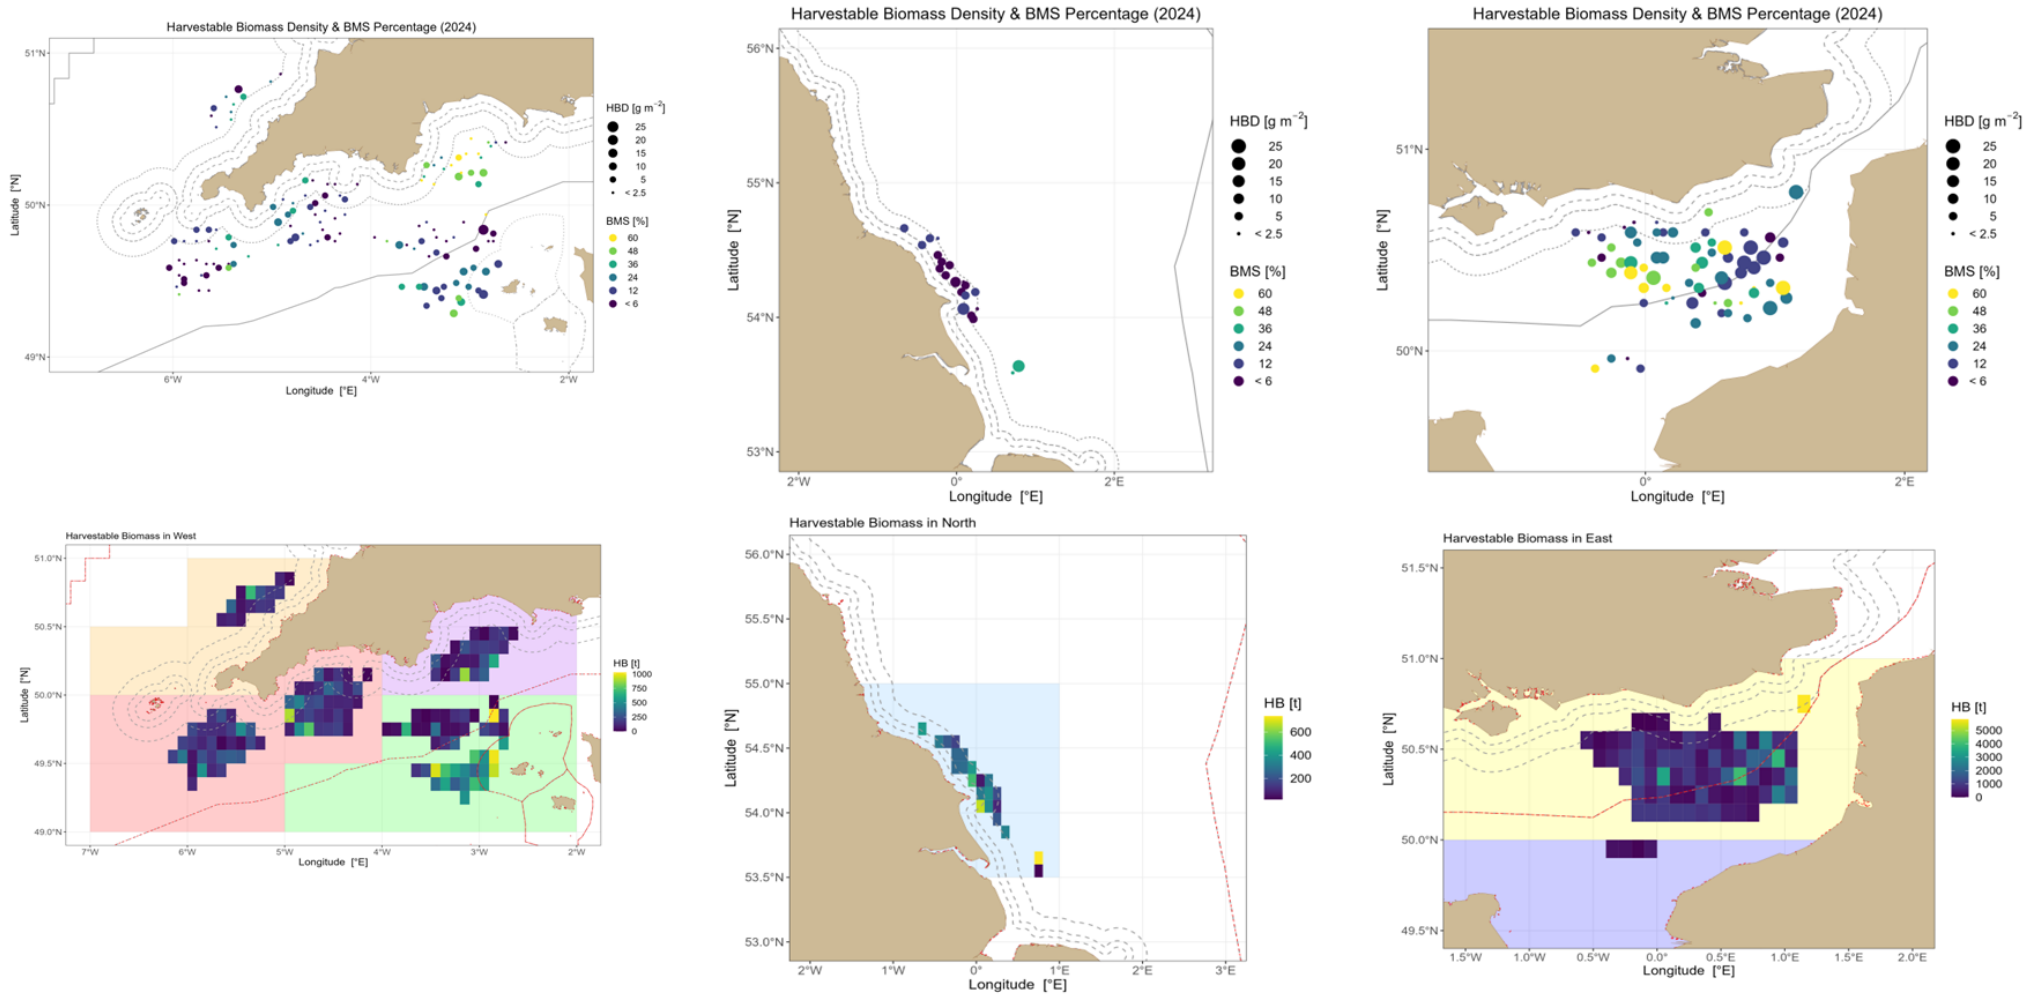 Harvestable Biomass Density & BMS Percentage (2024)
51°N
50°N
49°N
Latitude [°N]
6°W
4°W
2°W
Longitude [°E]
HBD [g m−2]
25
20
15
10
5
< 2.5
BMS [%]
60
48
36
24
12
< 6
Harvestable Biomass Density & BMS Percentage (2024)
56°N
55°N
54°N
53°N
Latitude [°N]
2°W
0°
2°E
Longitude [°E]
HBD [g m−2]
25
20
15
10
5
< 2.5
BMS [%]
60
48
36
24
12
< 6
Harvestable Biomass Density & BMS Percentage (2024)
51°N
50°N
Latitude [°N]
0°
2°E
Longitude [°E]
HBD [g m−2]
25
20
15
10
5
< 2.5
BMS [%]
60
48
36
24
12
< 6
Harvestable Biomass in West
51.0°N
50.5°N
50.0°N
49.5°N
49.0°N
Latitude [°N]
7°W
6°W
5°W
4°W
3°W
2°W
Longitude [°E]
HB [t]
1000
750
500
250
0
Harvestable Biomass in North
56.0°N
55.5°N
55.0°N
54.5°N
54.0°N
53.5°N
53.0°N
Latitude [°N]
2°W
1°W
0°
1°E
2°E
3°E
Longitude [°E]
HB [t]
600
400
200
Harvestable Biomass in East
51.5°N
51.0°N
50.5°N
50.0°N
49.5°N
Latitude [°N]
1.5°W
1.0°W
0.5°W
0.0°E
0.5°E
1.0°E
1.5°E
2.0°E
Longitude [°E]
HB [t]
5000
4000
3000
2000
1000
0